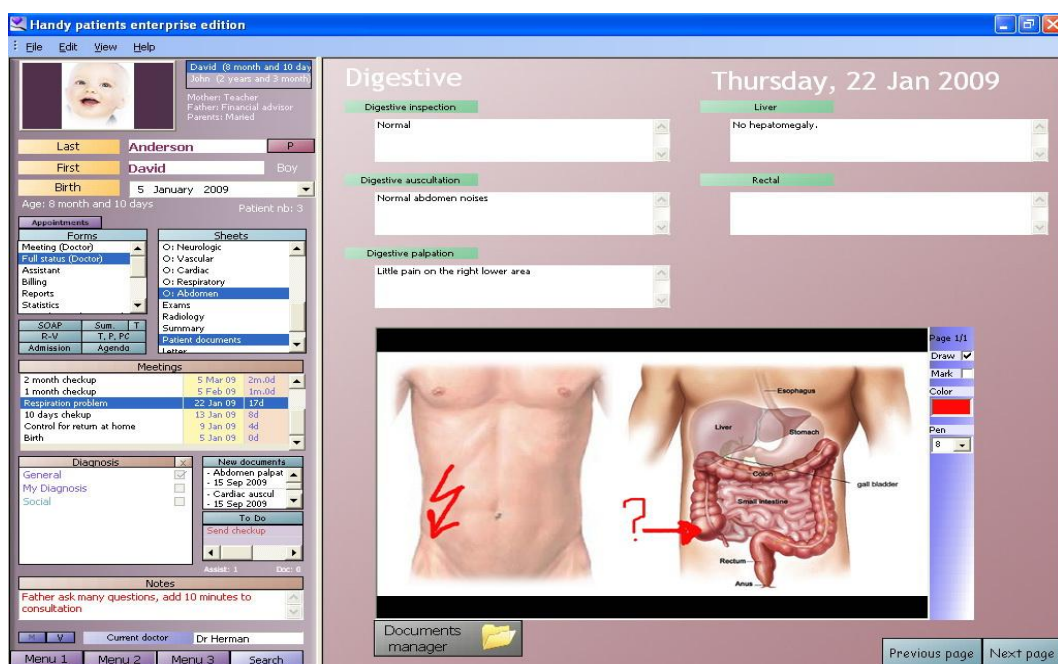 Handy patients enterprise edition
File Edit View Help
David (8 month and 10 day
John (2 years and 3 month
Mother: Teacher
Father: Financial advisor
Parents: Maried
Last Anderson P
First David Boy
Birth 5 January 2009
Age: 8 month and 10 days Patient nb: 3
Appointments
Forms
Meeting (Doctor)
Full status (Doctor)
Assistant
Billing
Reports
Statistics
Sheets
O: Neurologic
O: Vascular
O: Cardiac
O: Respiratory
O: Abdomen
Exams
Radiology
Summary
Patient documents
Letter
SOAP Sum. T
R-V T, P, PC
Admission Agenda
Meetings
2 month checkup 5 Mar 09 2m.0d
1 month checkup 5 Feb 09 1m.0d
Respiration problem 22 Jan 09 17d
10 days chekup 13 Jan 09 8d
Control for return at home 9 Jan 09 4d
Birth 5 Jan 09 0d
Diagnosis x
General
My Diagnosis
Social
New documents
- Abdomen palpat
- 15 Sep 2009
- Cardiac auscul
- 15 Sep 2009
To Do
Send checkup
Assist: 1 Doc: 6
Notes
Father ask many questions, add 10 minutes to
consultation
M V Current doctor Dr Herman
Menu 1 Menu 2 Menu 3 Search
Digestive Thursday, 22 Jan 2009
Digestive inspection
Normal
Liver
No hepatomegaly.
Digestive auscultation
Normal abdomen noises
Rectal
Digestive palpation
Little pain on the right lower area
Page 1/1
Draw
Mark
Color
Pen
8
Esophagus
Liver
Stomach
Colon
gall bladder
Small intestine
?
Rectum
Anus
Documents
manager
Previous page Next page